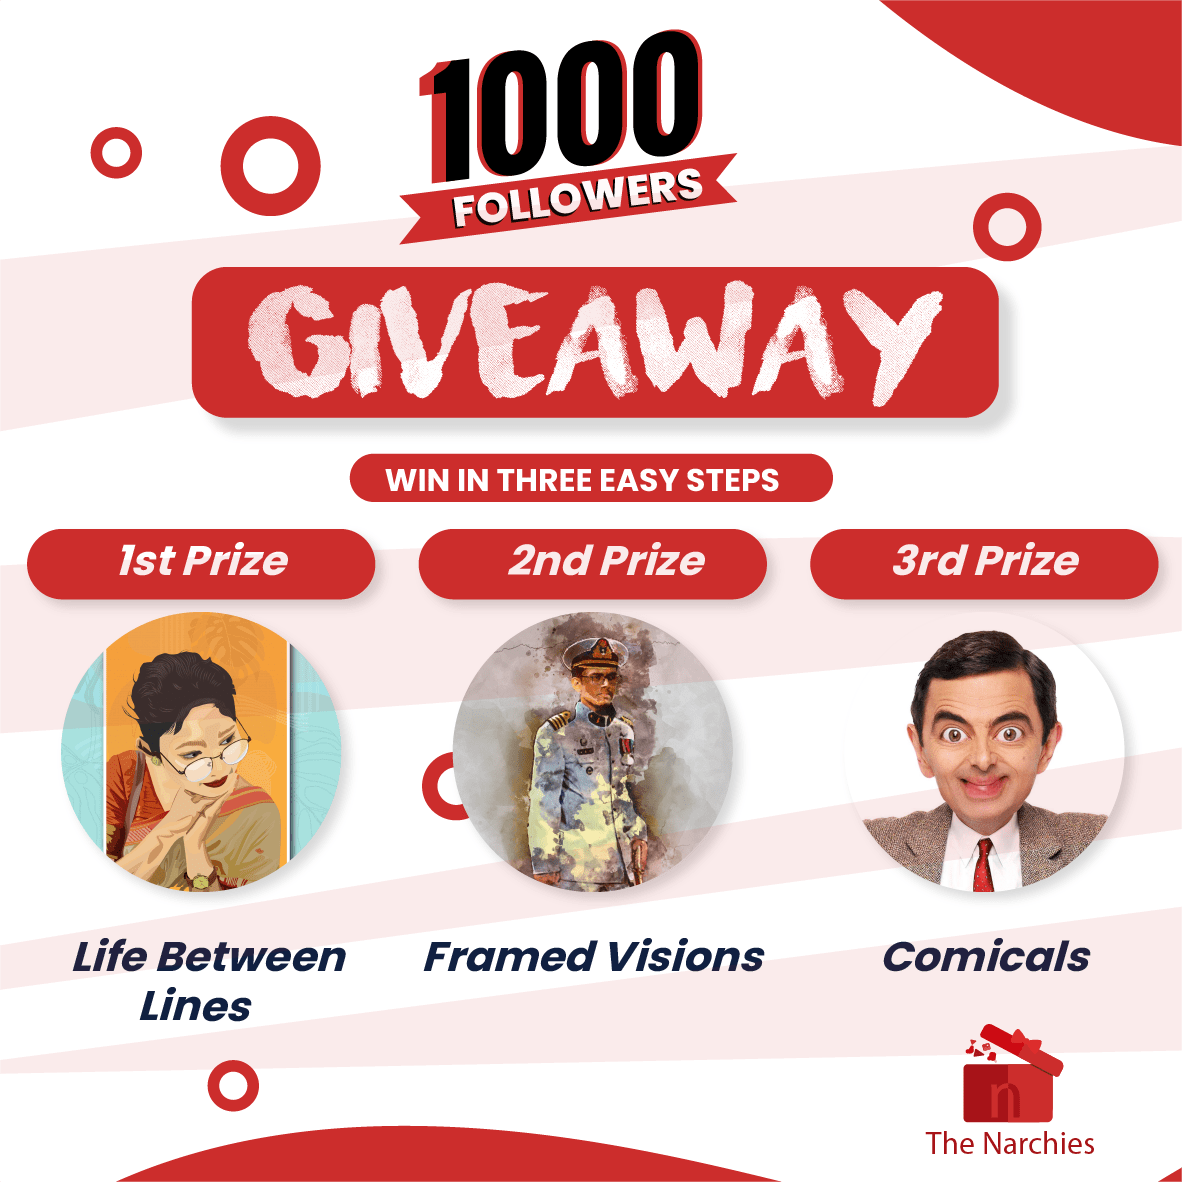 1000
FOLLOWERS
GIVEAWAY
WIN IN THREE EASY STEPS
1st Prize
2nd Prize
3rd Prize
Life Between
Lines
Framed Visions
Comicals
n
The Narchies